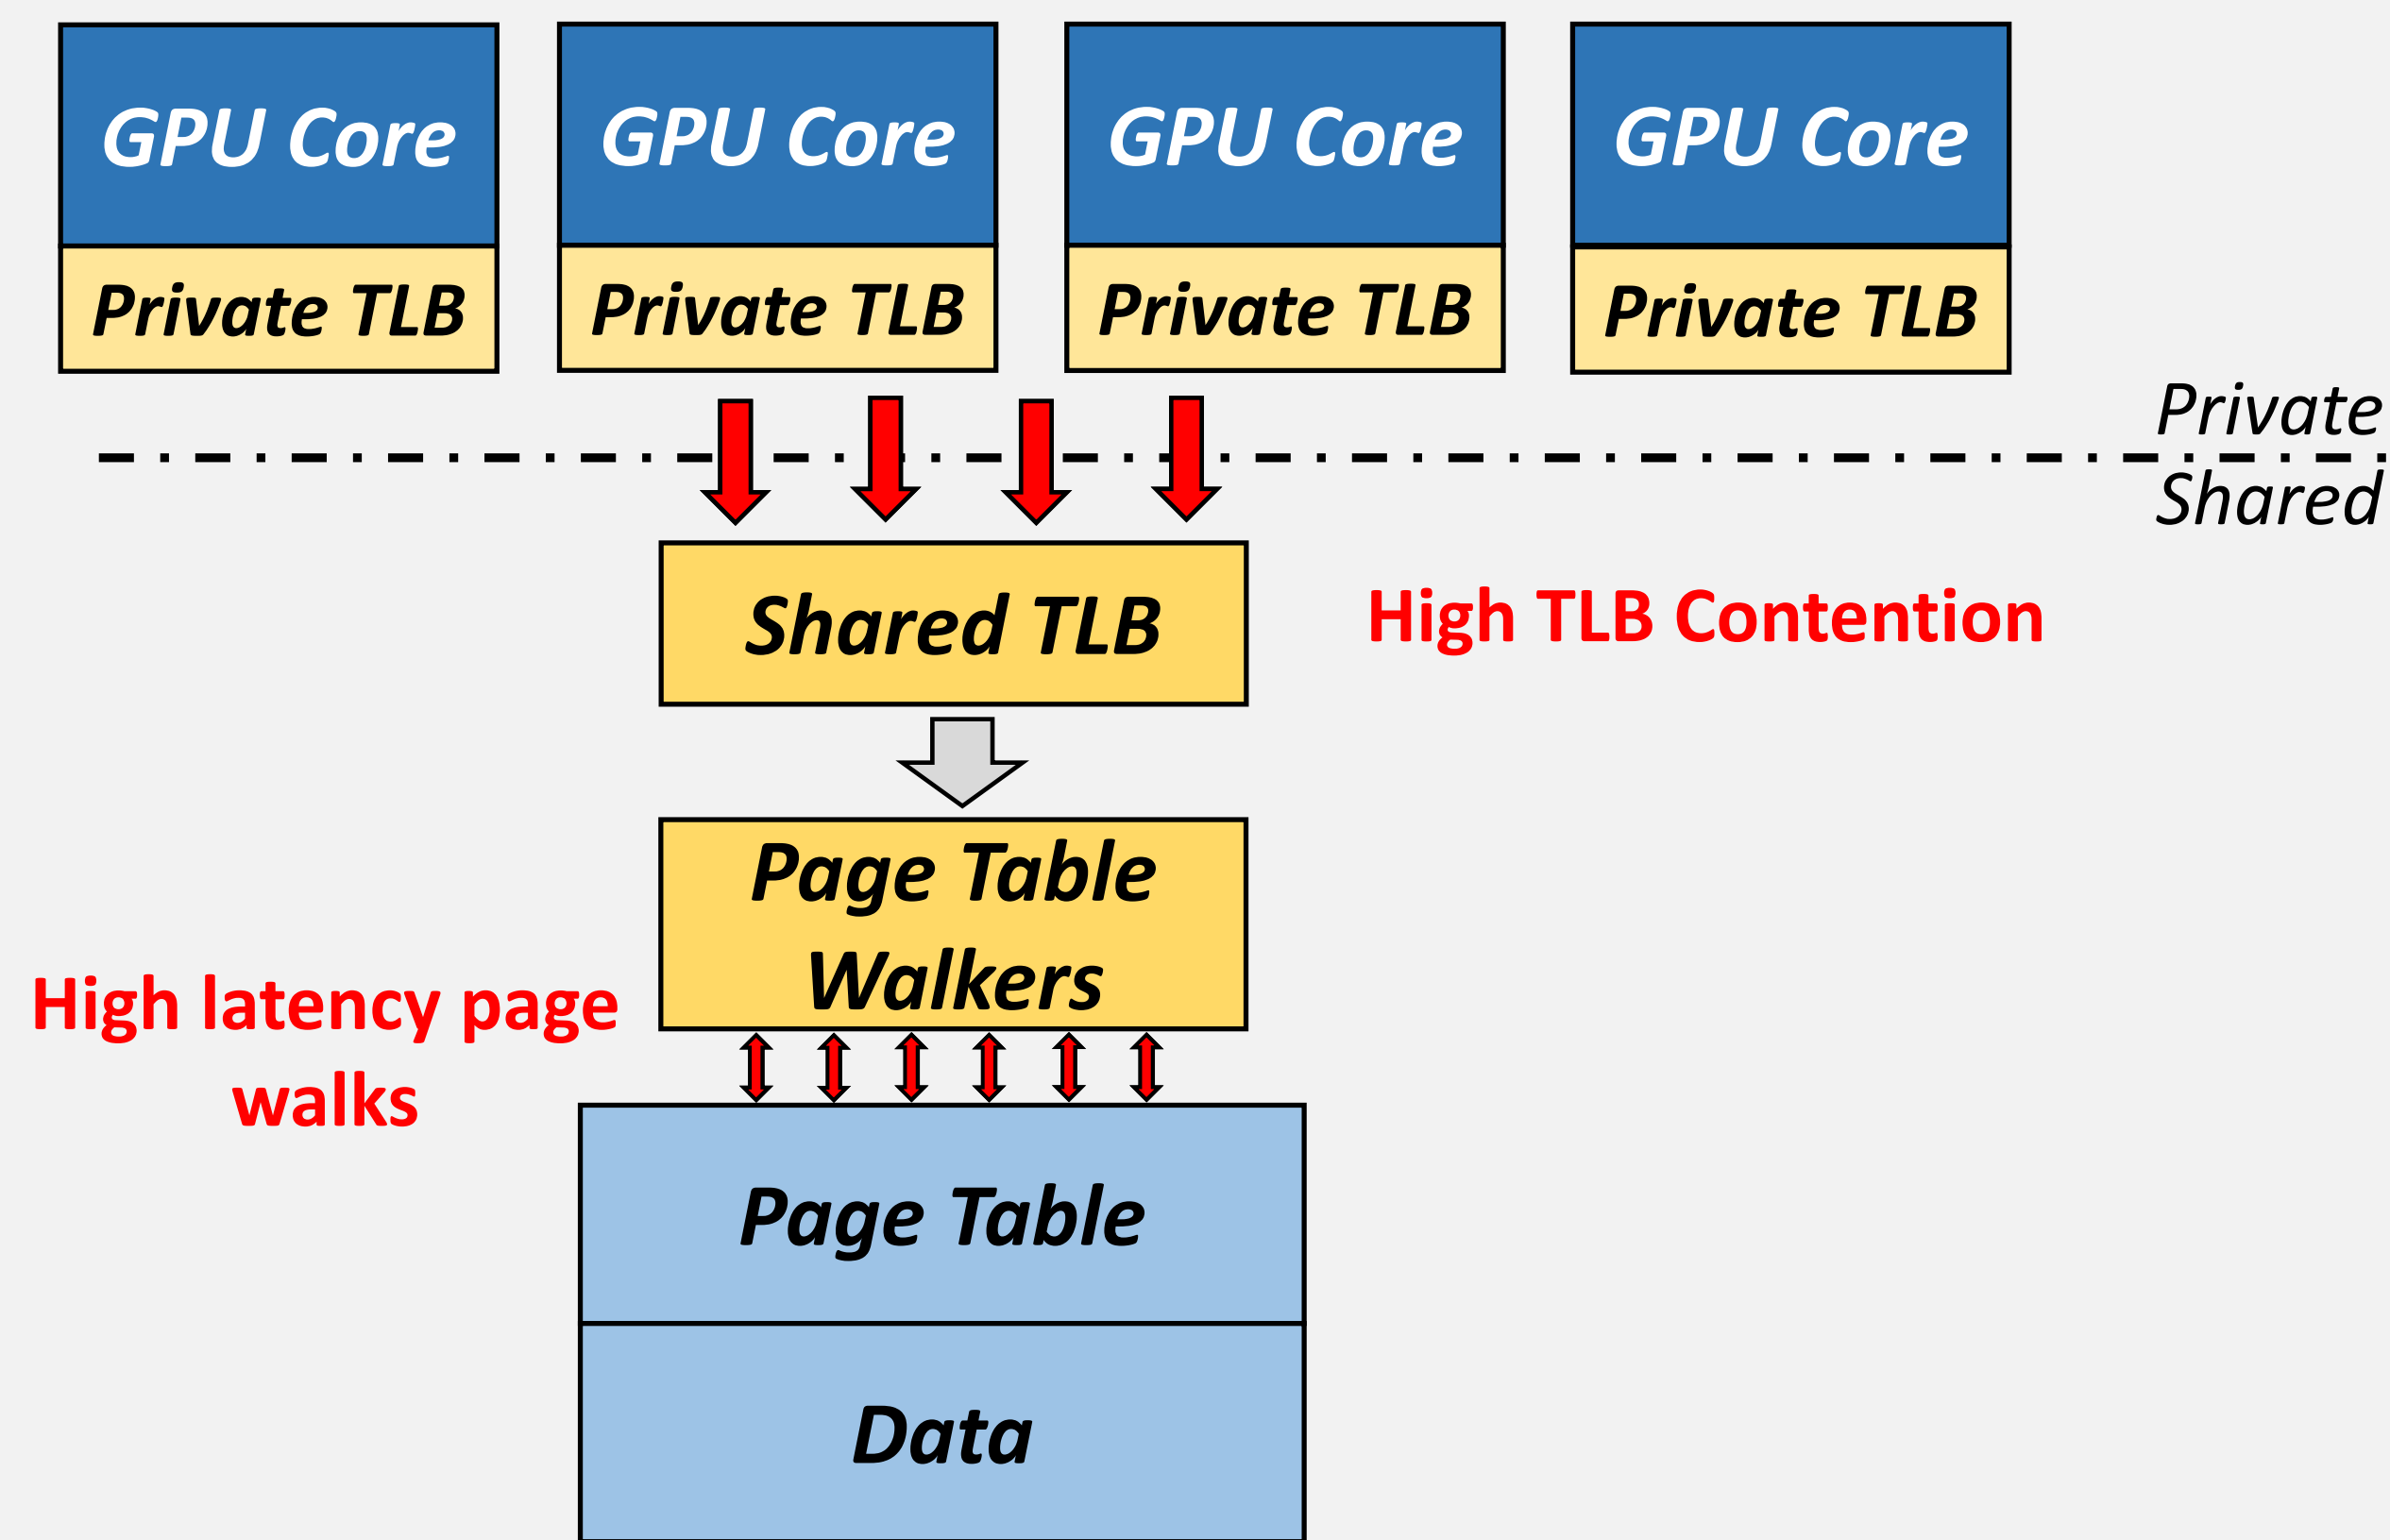 GPU Core
GPU Core
GPU Core
GPU Core
Private TLB
Private TLB
Private TLB
Private TLB
Private
Shared
Shared TLB
High TLB Contention
Page Table
Walkers
High latency page
walks
Page Table
Data